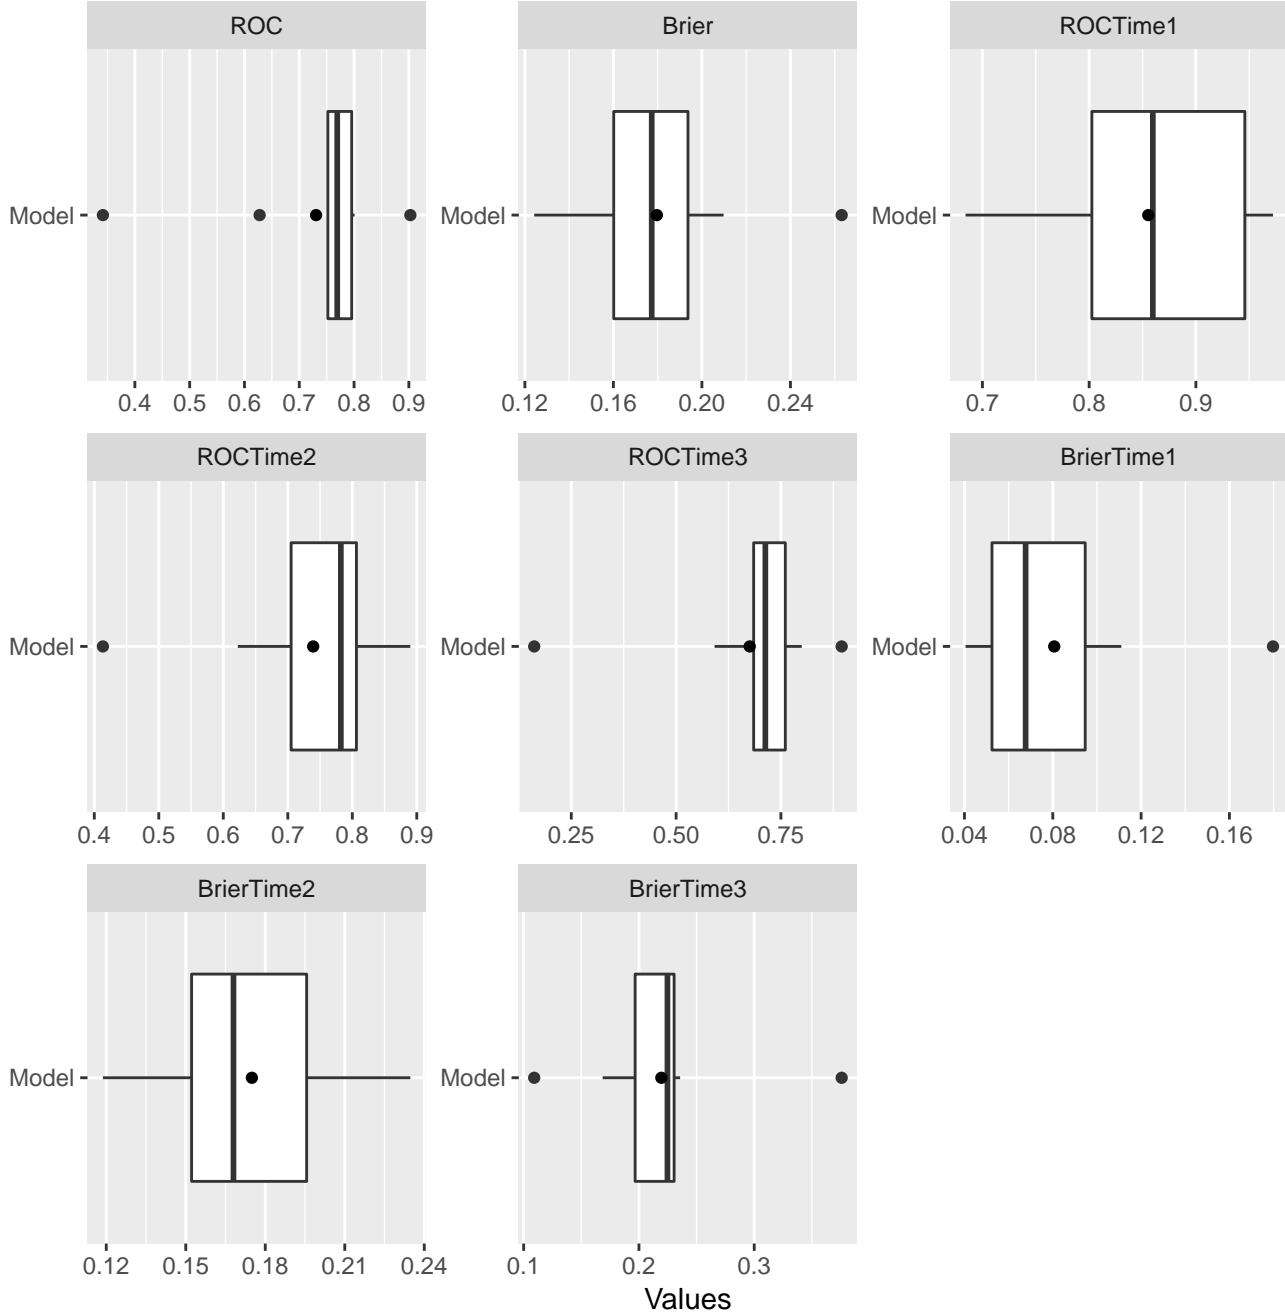 ROC
Brier
ROCTime1
Model
Model
Model
0.4 0.5 0.6 0.7 0.8 0.9
0.12 0.16 0.20 0.24
0.7 0.8 0.9
ROCTime2
ROCTime3
BrierTime1
Model
Model
Model
0.4 0.5 0.6 0.7 0.8 0.9
0.25 0.50 0.75
0.04 0.08 0.12 0.16
BrierTime2
BrierTime3
Model
Model
0.12 0.15 0.18 0.21 0.24
0.1 0.2 0.3
Values